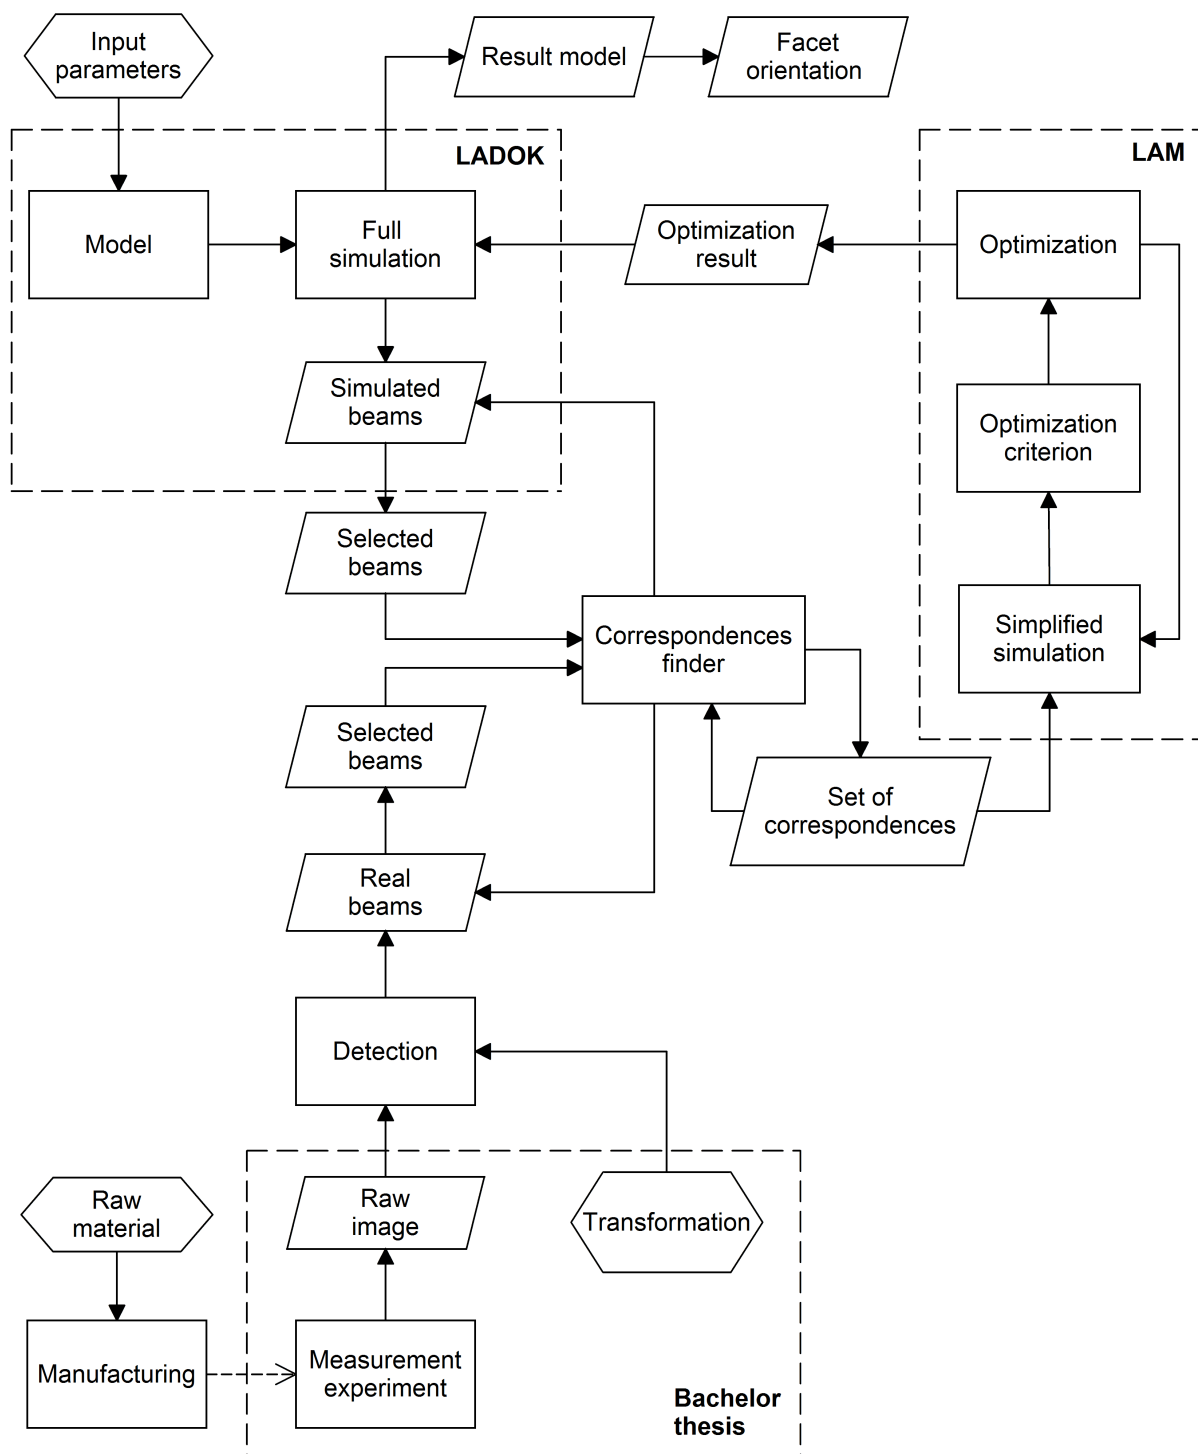 Input
parameters
Result model
Facet
orientation
LADOK
LAM
Model
Full
simulation
Optimization
result
Optimization
Simulated
beams
Optimization
criterion
Selected
beams
Correspondences
finder
Simplified
simulation
Selected
beams
Set of
correspondences
Real
beams
Detection
Raw
material
Raw
image
Transformation
Manufacturing
Measurement
experiment
Bachelor
thesis